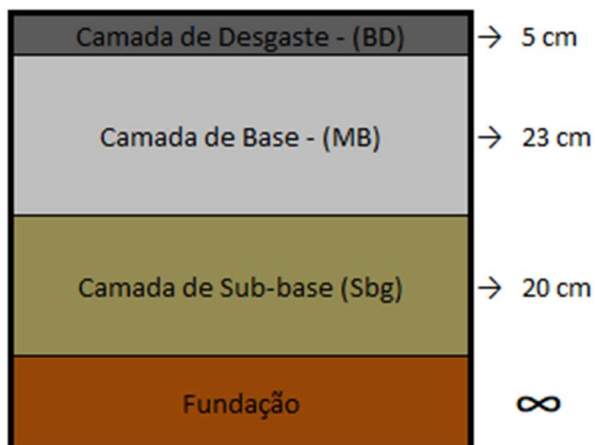 Camada de Desgaste - (BD) → 5 cm
Camada de Base - (MB) → 23 cm
Camada de Sub-base (Sbg) → 20 cm
Fundação ∞